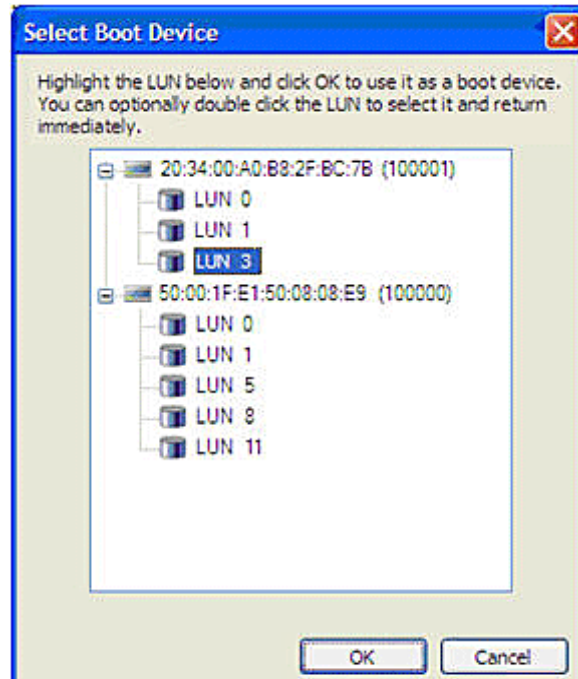 Select Boot Device
Highlight the LUN below and click OK to use it as a boot device.
You can optionally double click the LUN to select it and return
immediately.
20:34:00:A0:B8:2F:BC:7B (100001)
LUN 0
LUN 1
LUN 3
50:00:1F:E1:50:08:08:E9 (100000)
LUN 0
LUN 1
LUN 5
LUN 8
LUN 11
OK Cancel